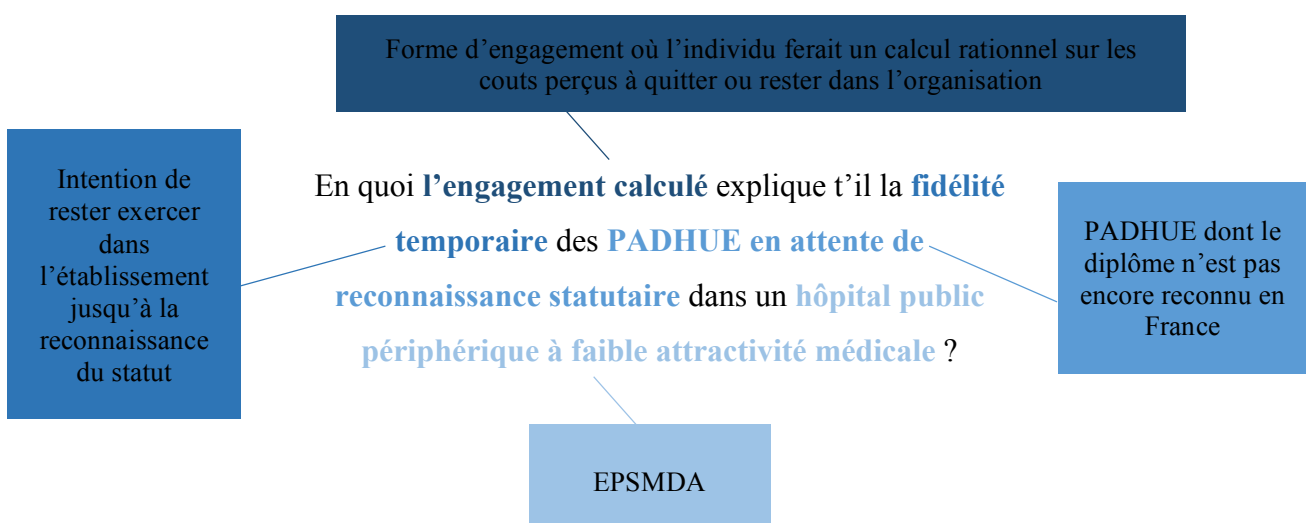 Forme d’engagement où l’individu ferait un calcul rationnel sur les
couts perçus à quitter ou rester dans l’organisation
Intention de
rester exercer
dans
l’établissement
jusqu’à la
reconnaissance
du statut
En quoi l’engagement calculé explique t’il la fidélité
temporaire des PADHUE en attente de
reconnaissance statutaire dans un hôpital public
périphérique à faible attractivité médicale ?
PADHUE dont le
diplôme n’est pas
encore reconnu en
France
EPSMDA